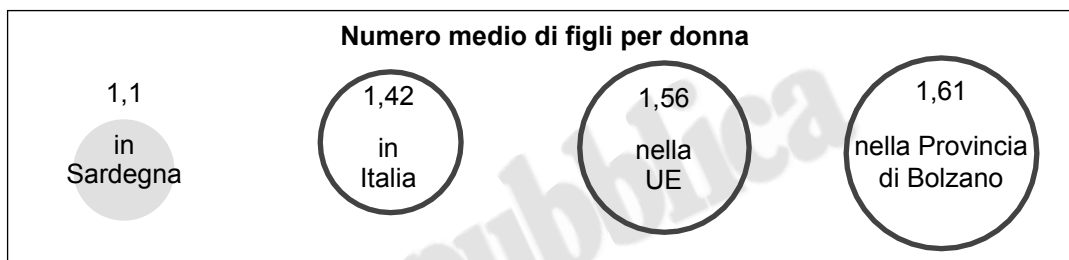 Numero medio di figli per donna
1,1
in
Sardegna
1,42
in
Italia
1,56
nella
UE
1,61
nella Provincia
di Bolzano
pubblica